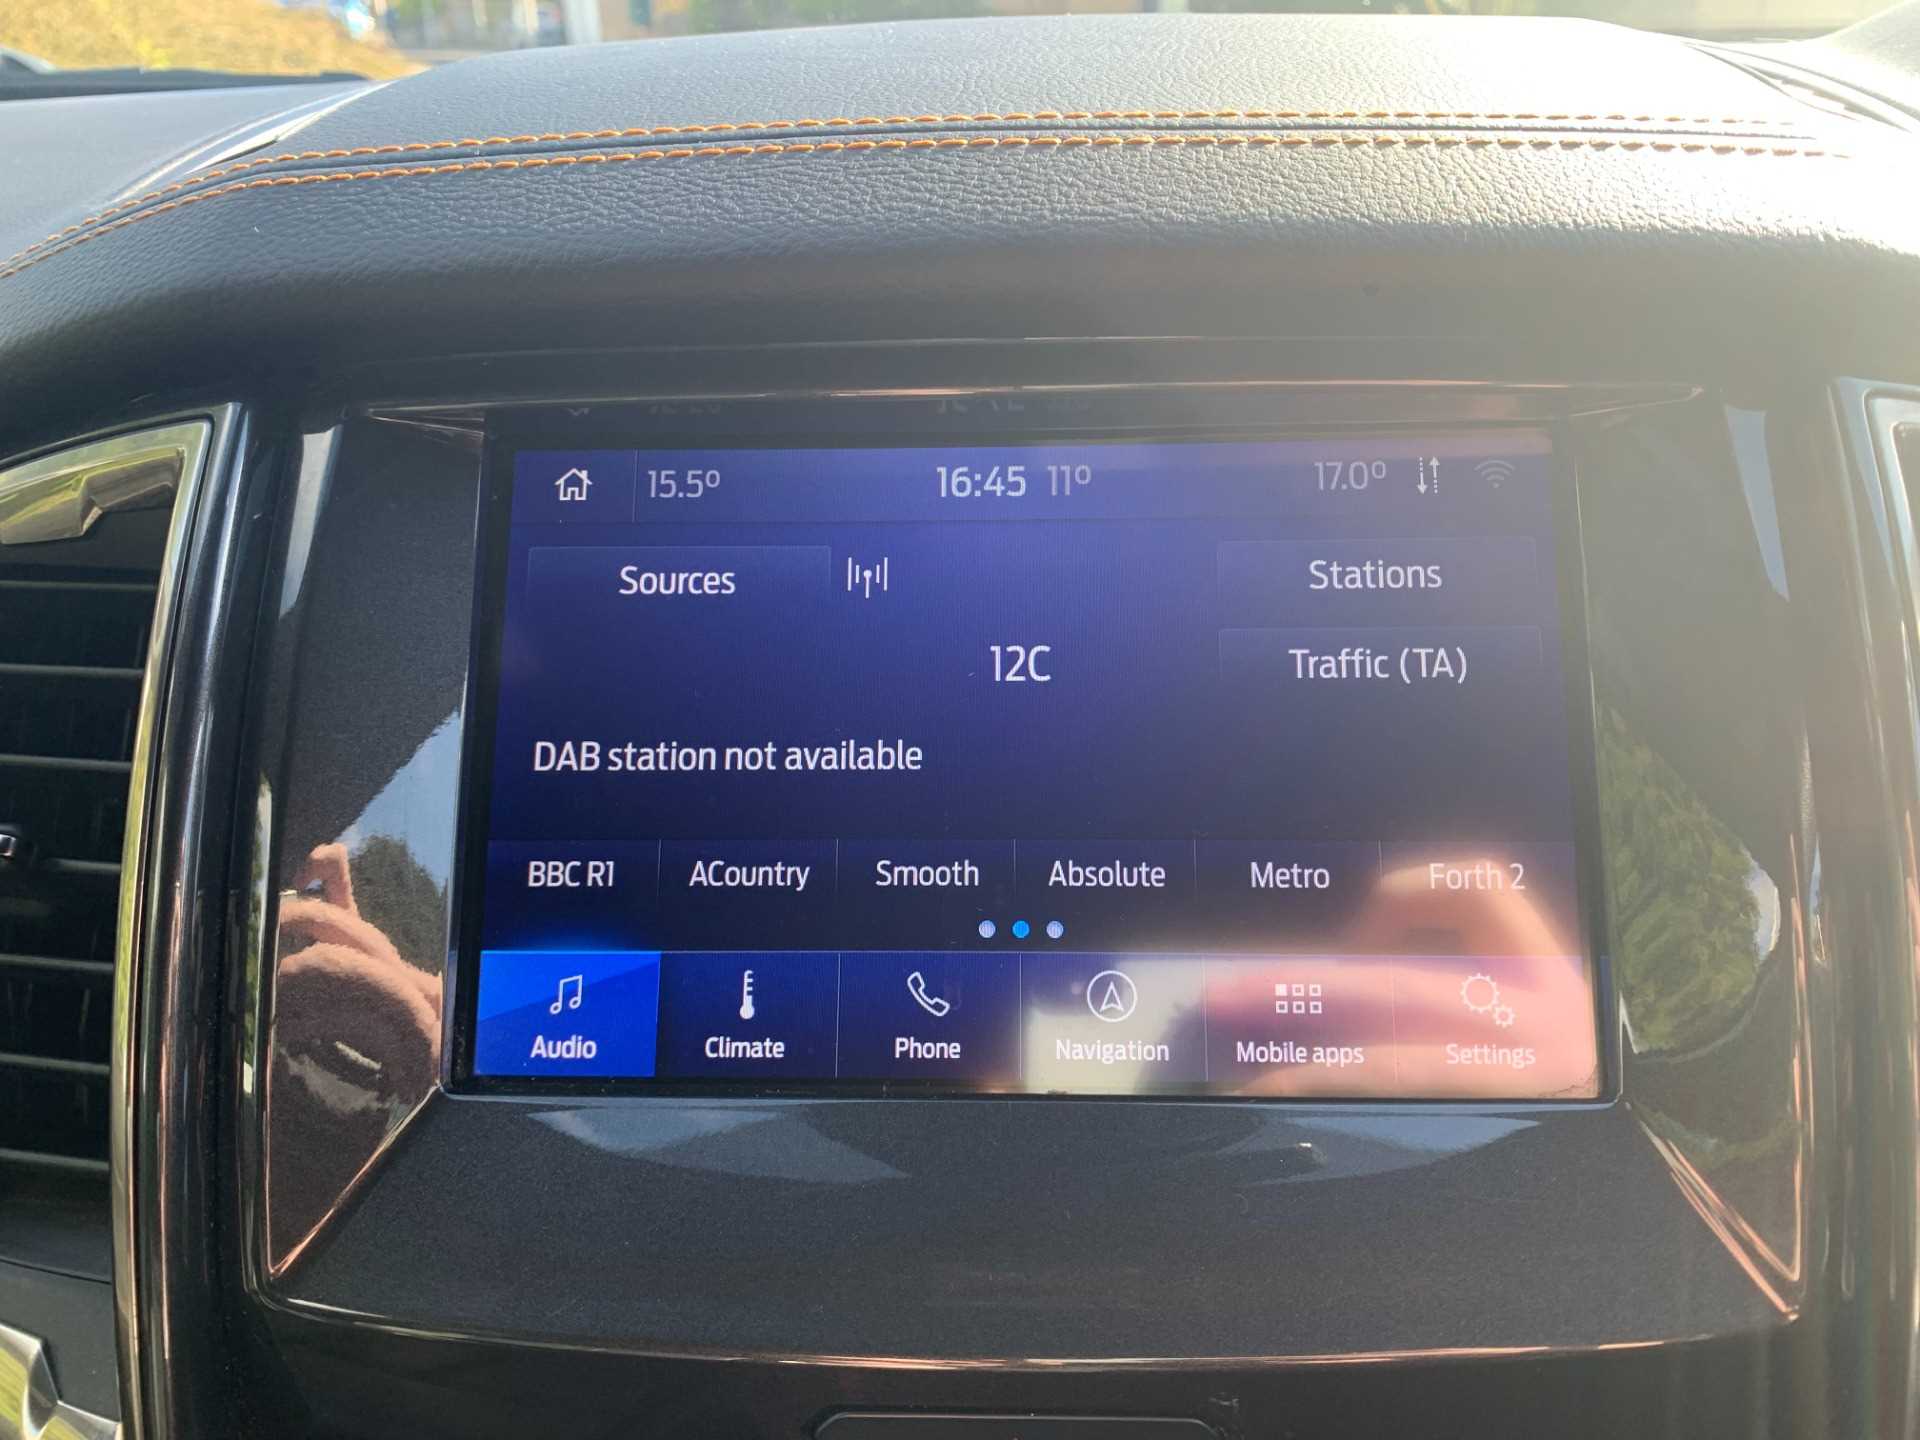 15.5° 16:45 11° 17.0°
Sources Stations
12C Traffic (TA)
DAB station not available
BBC R1 ACountry Smooth Absolute Metro Forth 2
Audio Climate Phone Navigation Mobile apps Settings